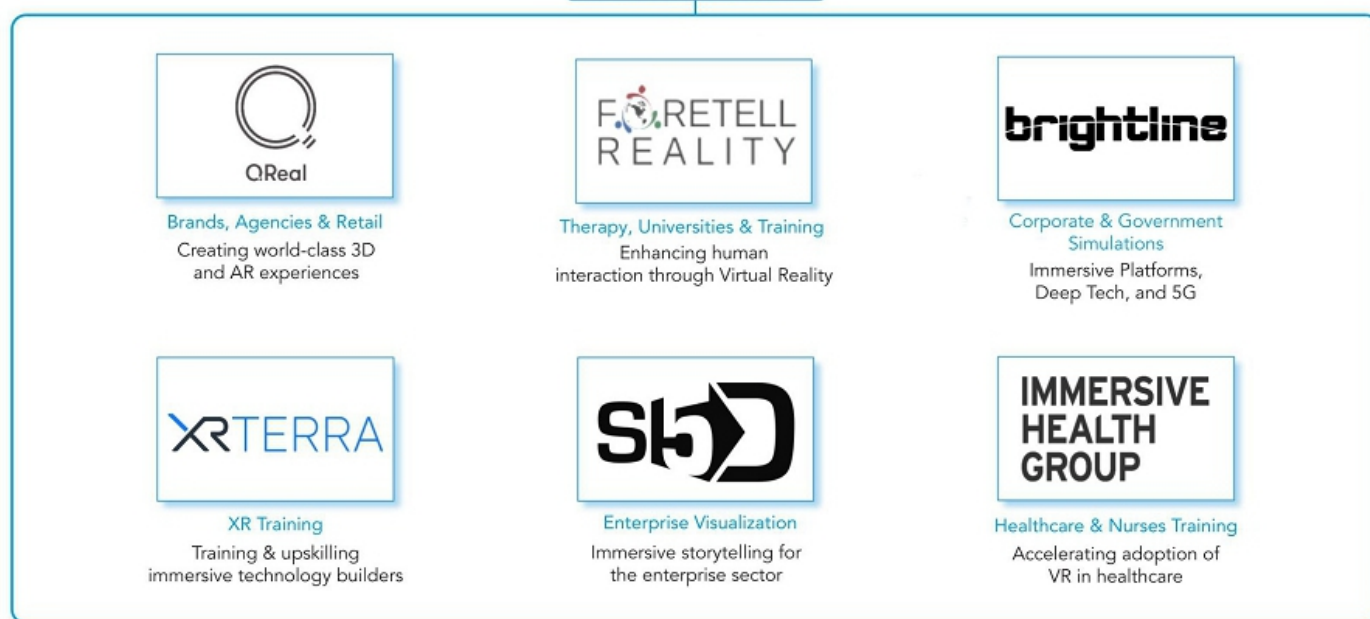 QReal
Brands, Agencies & Retail
Creating world-class 3D
and AR experiences
FORETELL
REALITY
Therapy, Universities & Training
Enhancing human
interaction through Virtual Reality
brightline
Corporate & Government
Simulations
Immersive Platforms,
Deep Tech, and 5G
XRTERRA
XR Training
Training & upskilling
immersive technology builders
S5D
Enterprise Visualization
Immersive storytelling for
the enterprise sector
IMMERSIVE
HEALTH
GROUP
Healthcare & Nurses Training
Accelerating adoption of
VR in healthcare